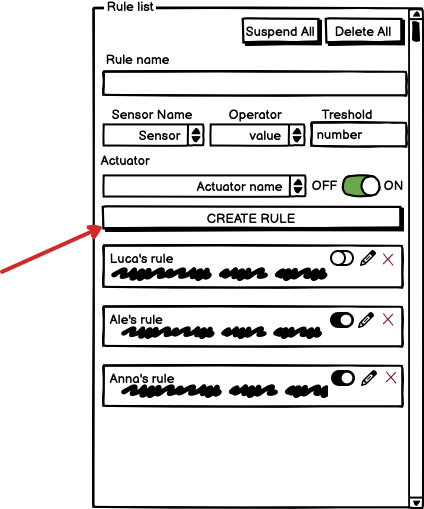 Rule list
Suspend All Delete All
Rule name
Sensor Name Operator Treshold
Sensor value number
Actuator
Actuator name OFF ON
CREATE RULE
Luca's rule
Ale's rule
Anna's rule